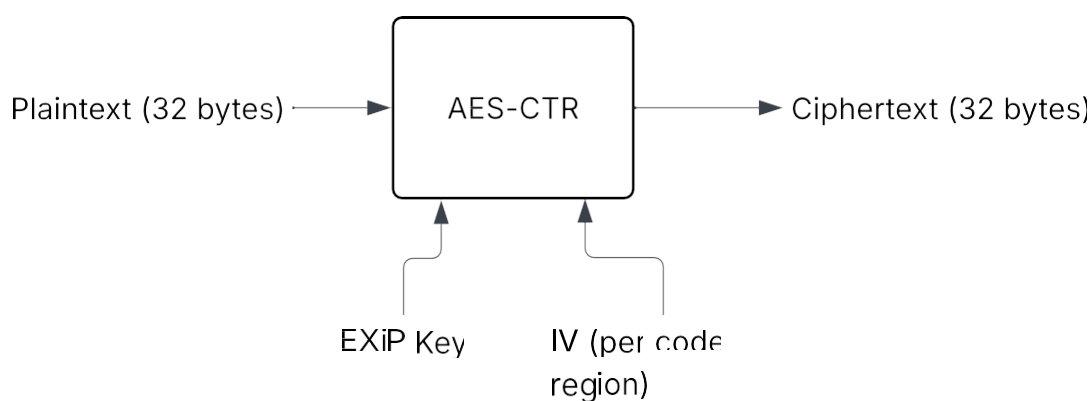 Plaintext (32 bytes)
AES-CTR
Ciphertext (32 bytes)
EXiP Key
IV (per code
region)